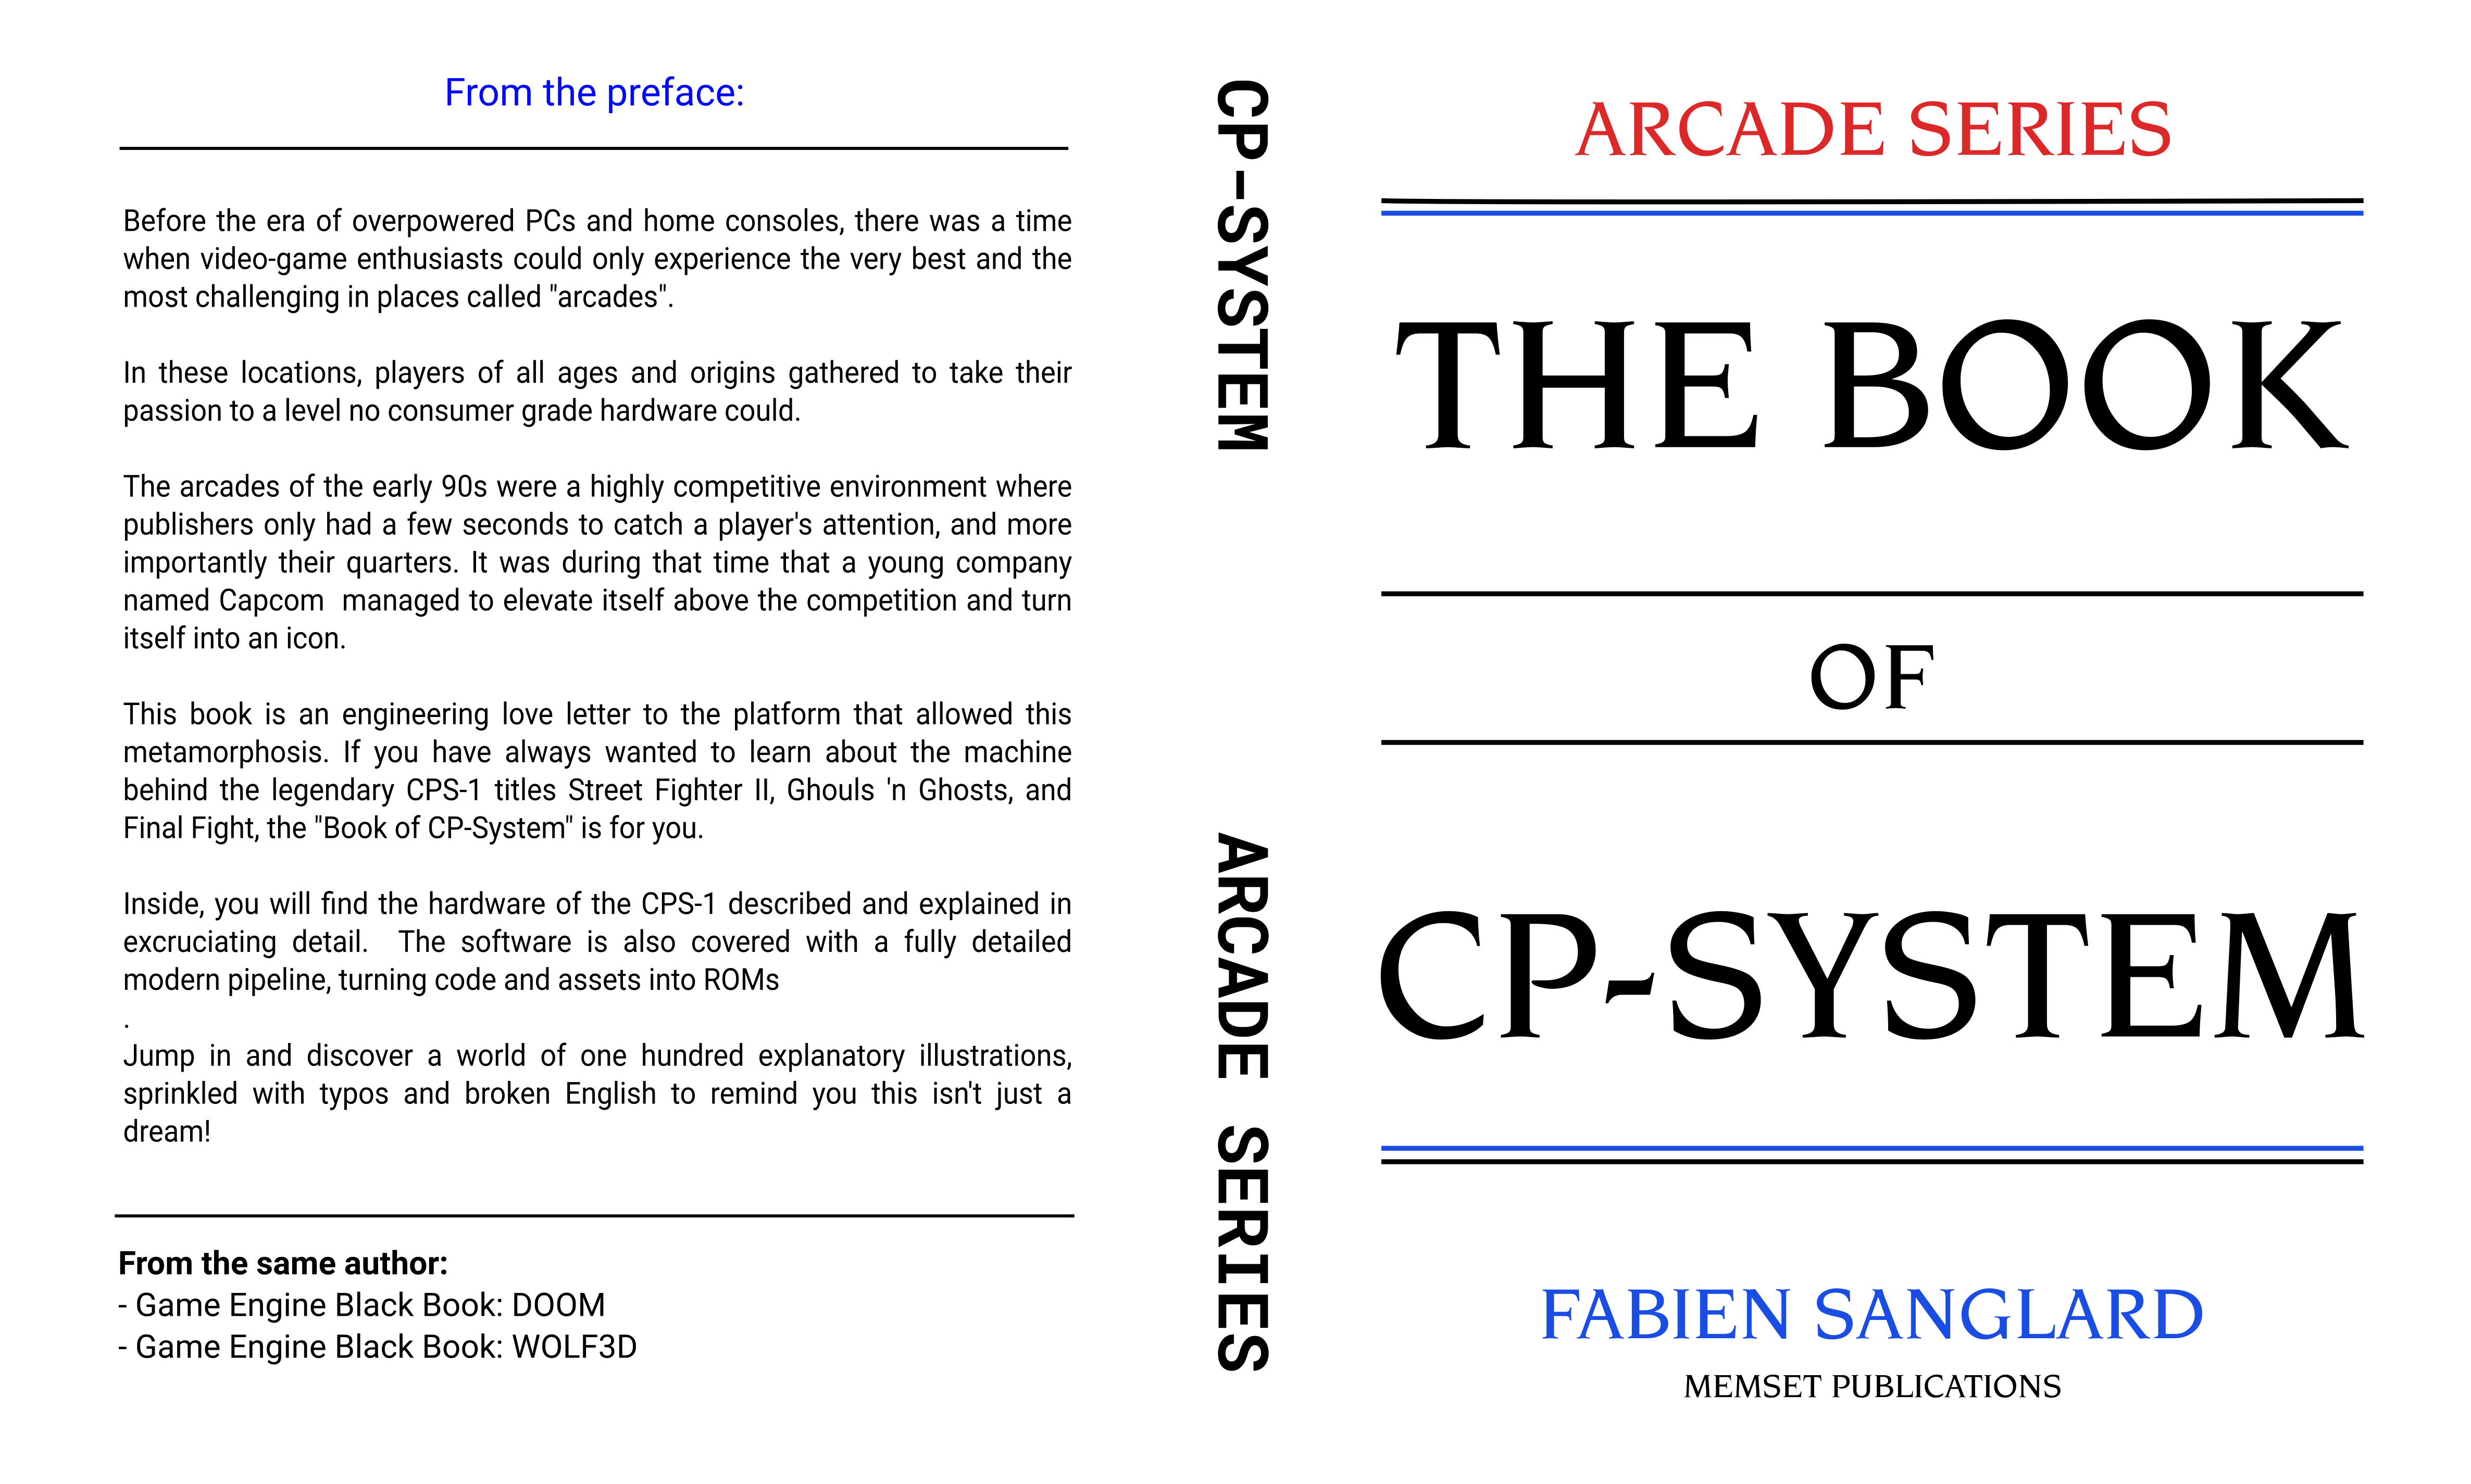 From the preface:
Before the era of overpowered PCs and home consoles, there was a time
when video-game enthusiasts could only experience the very best and the
most challenging in places called "arcades".
In these locations, players of all ages and origins gathered to take their
passion to a level no consumer grade hardware could.
The arcades of the early 90s were a highly competitive environment where
publishers only had a few seconds to catch a player's attention, and more
importantly their quarters. It was during that time that a young company
named Capcom  managed to elevate itself above the competition and turn
itself into an icon.
This book is an engineering love letter to the platform that allowed this
metamorphosis. If you have always wanted to learn about the machine
behind the legendary CPS-1 titles Street Fighter II, Ghouls 'n Ghosts, and
Final Fight, the "Book of CP-System" is for you.
Inside, you will find the hardware of the CPS-1 described and explained in
excruciating detail.  The software is also covered with a fully detailed
modern pipeline, turning code and assets into ROMs
.
Jump in and discover a world of one hundred explanatory illustrations,
sprinkled with typos and broken English to remind you this isn't just a
dream!
From the same author:
- Game Engine Black Book: DOOM
- Game Engine Black Book: WOLF3D
CP-SYSTEM
ARCADE SERIES
ARCADE SERIES
THE BOOK
OF
CP-SYSTEM
FABIEN SANGLARD
MEMSET PUBLICATIONS